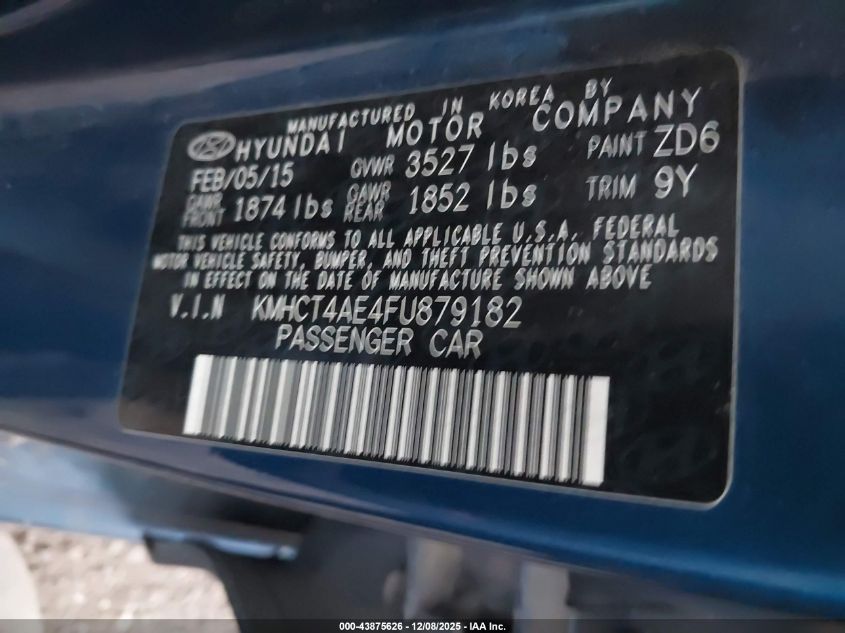 MANUFACTURED IN KOREA BY
HYUNDAI MOTOR COMPANY
FEB/05/15 GVWR 3527 lbs PAINT ZD6
GAWR FRONT 1874 lbs GAWR REAR 1852 lbs TRIM 9Y
THIS VEHICLE CONFORMS TO ALL APPLICABLE U.S.A. FEDERAL
MOTOR VEHICLE SAFETY, BUMPER, AND THEFT PREVENTION STANDARDS
IN EFFECT ON THE DATE OF MANUFACTURE SHOWN ABOVE
V.I.N KMHCT4AE4FU879182
PASSENGER CAR
000-43875626 - 12/08/2025 - IAA Inc.